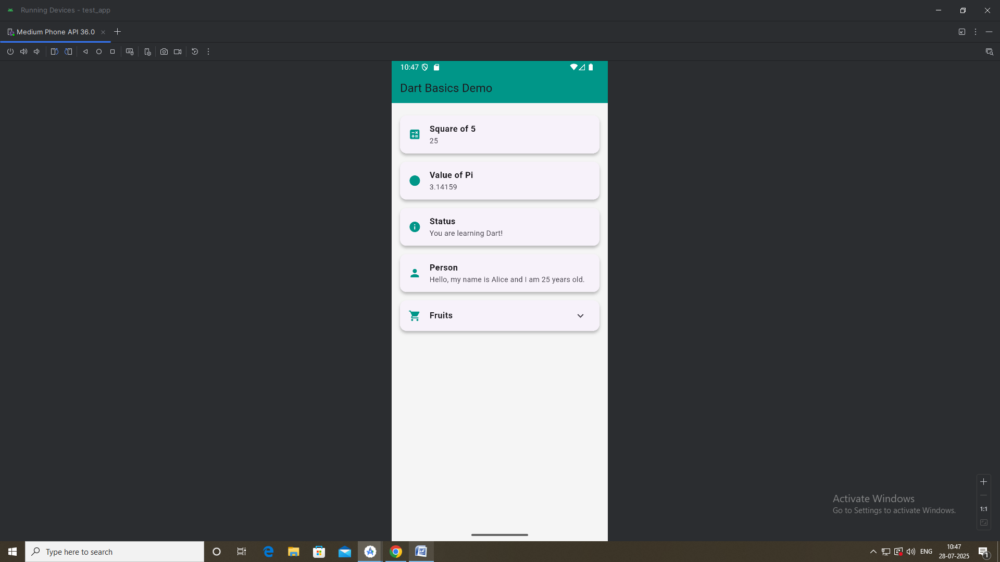 Running Devices - test_app
Medium Phone API 36.0
10:47
Dart Basics Demo
Square of 5
25
Value of Pi
3.14159
Status
You are learning Dart!
Person
Hello, my name is Alice and I am 25 years old.
Fruits
Activate Windows
Go to Settings to activate Windows.
1:1
Type here to search
ENG
10:47
28-07-2025
1